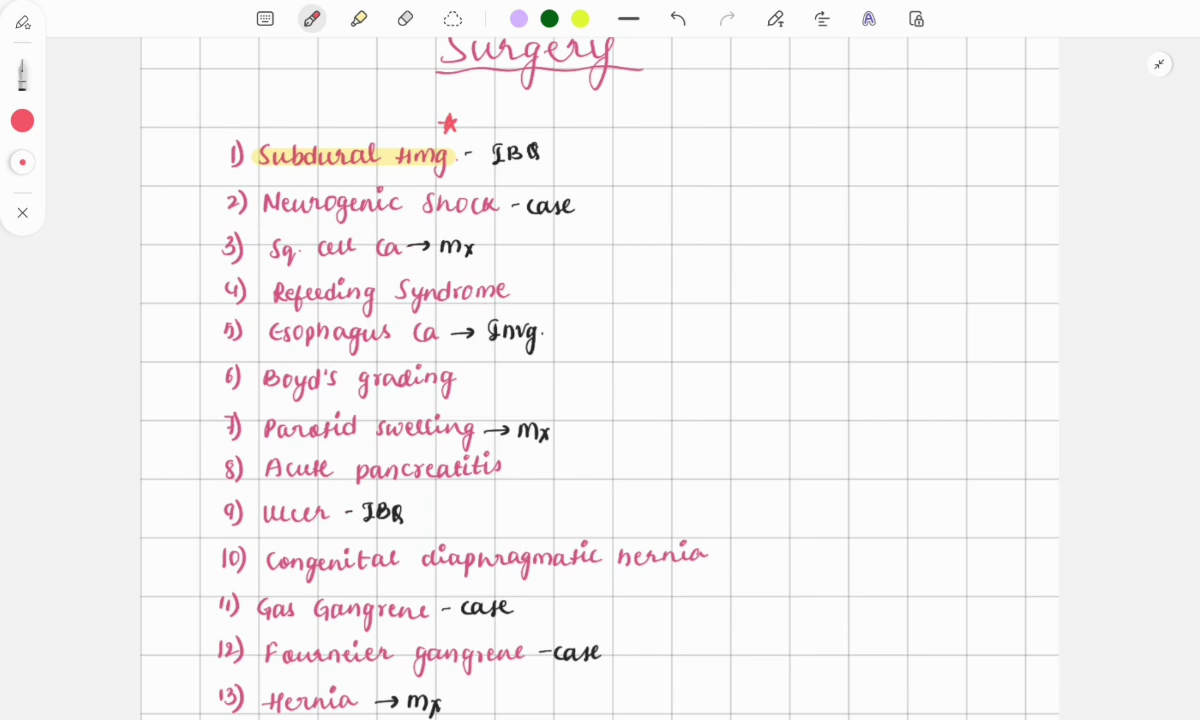 Surgery
1) Subdural Hmg. - IBQ
2) Neurogenic Shock - case
3) Sq. cell Ca → Mx
4) Refeeding Syndrome
5) Esophagus Ca → Invg.
6) Boyd's grading
7) Parotid swelling → Mx
8) Acute pancreatitis
9) Ulcer - IBQ
10) Congenital diaphragmatic hernia
11) Gas Gangrene - case
12) Fourneier gangrene - case
13) Hernia → Mx